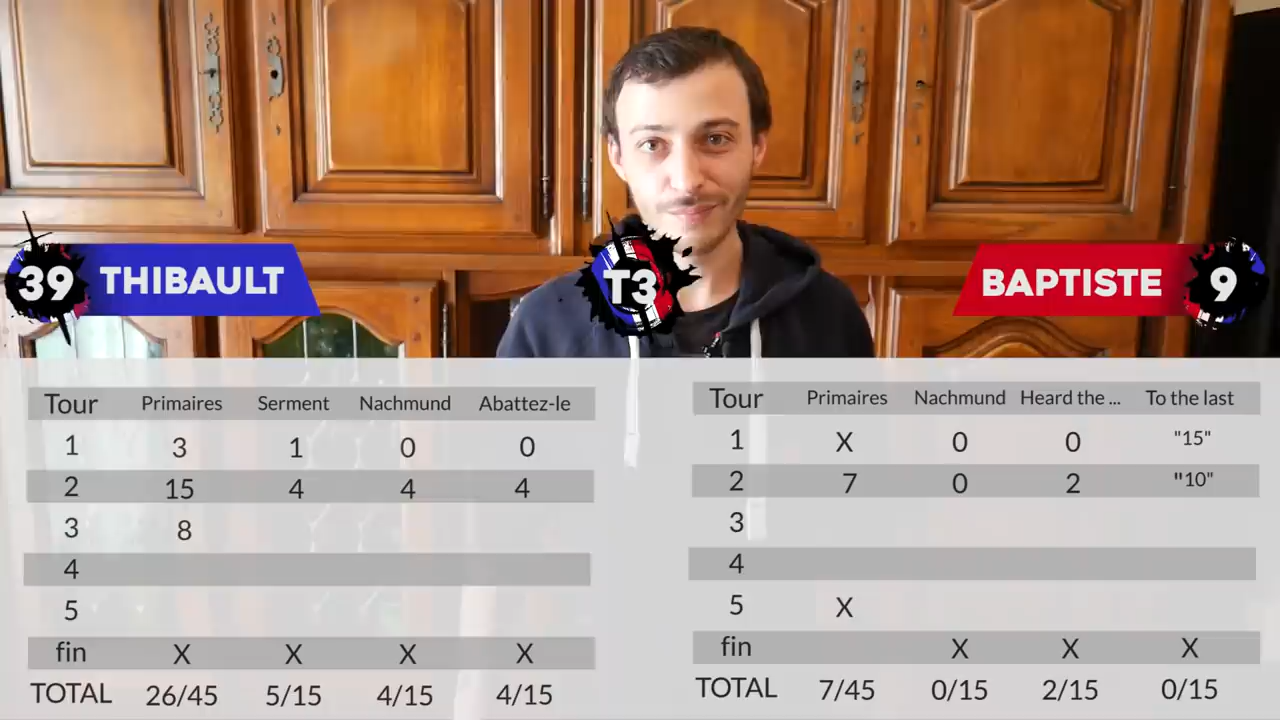 39 THIBAULT T3 BAPTISTE 9
Tour Primaires Serment Nachmund Abattez-le
1 3 1 0 0
2 15 4 4 4
3 8
4
5
fin X X X X
TOTAL 26/45 5/15 4/15 4/15
Tour Primaires Nachmund Heard the ... To the last
1 X 0 0 "15"
2 7 0 2 "10"
3
4
5 X
fin X X X
TOTAL 7/45 0/15 2/15 0/15